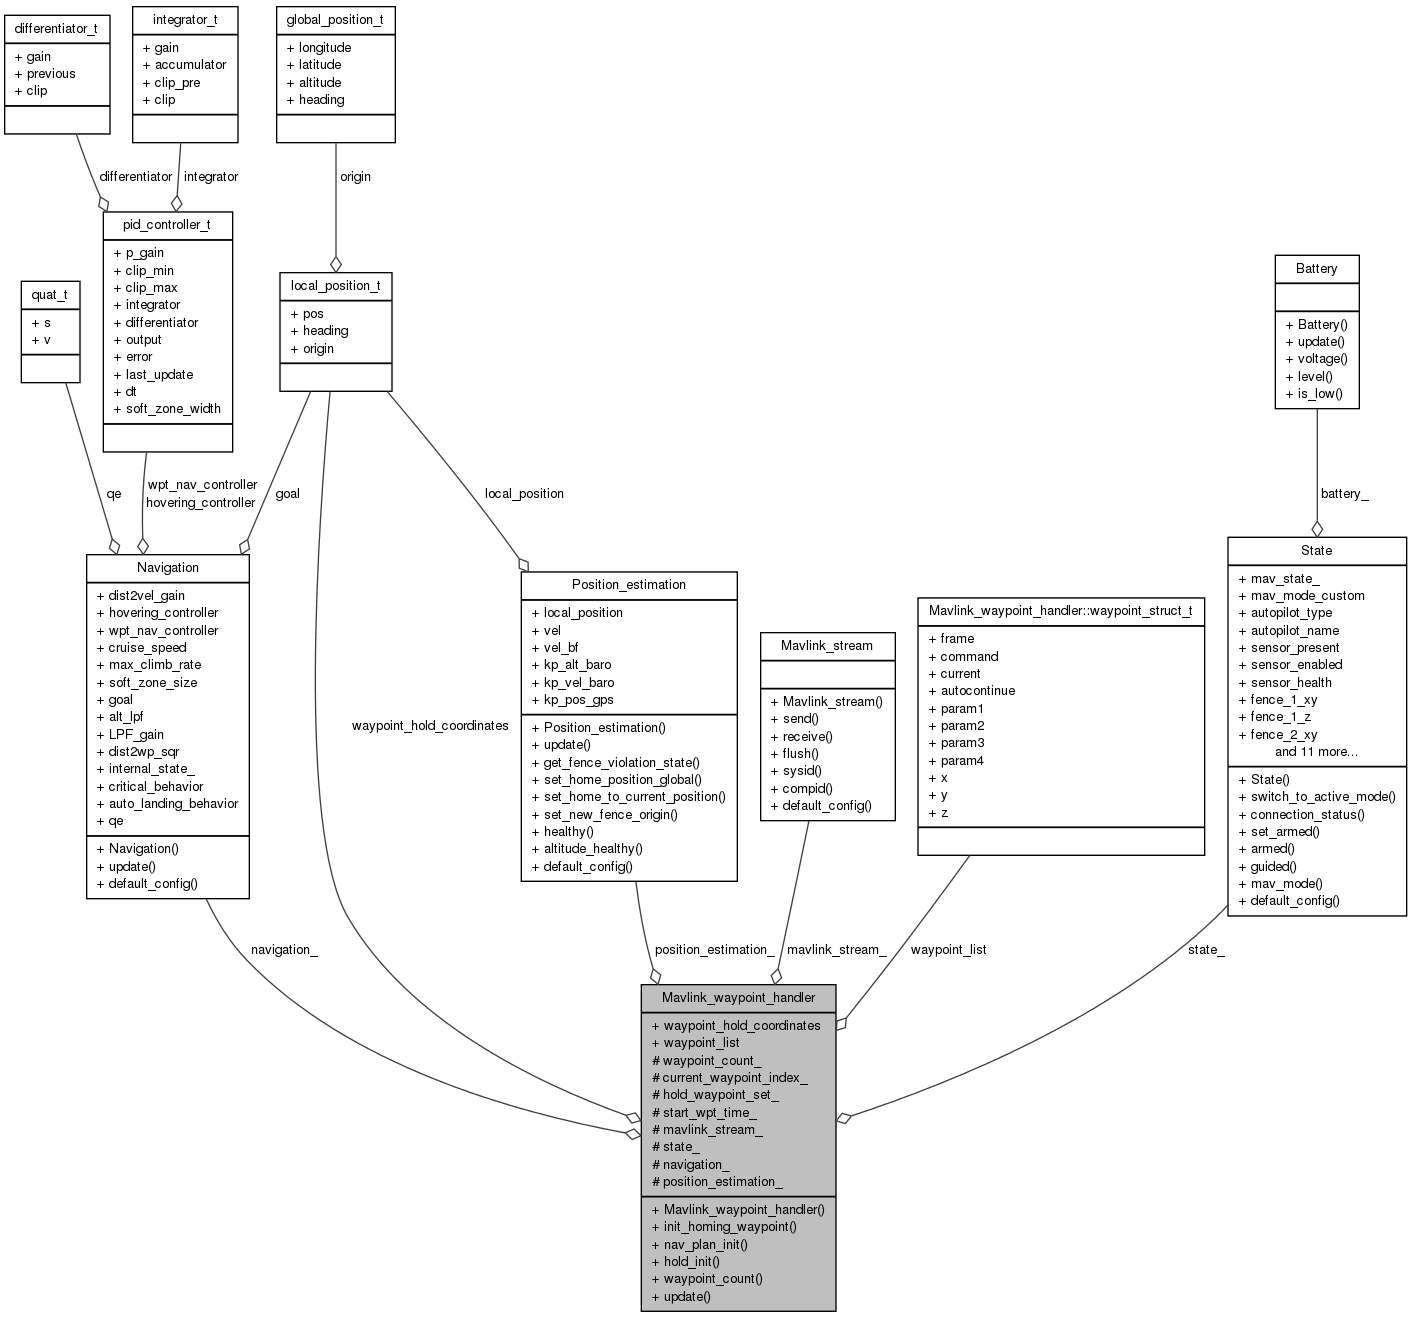 differentiator_t
+ gain
+ previous
+ clip
integrator_t
+ gain
+ accumulator
+ clip_pre
+ clip
global_position_t
+ longitude
+ latitude
+ altitude
+ heading
differentiator
integrator
origin
pid_controller_t
+ p_gain
+ clip_min
+ clip_max
+ integrator
+ differentiator
+ output
+ error
+ last_update
+ dt
+ soft_zone_width
quat_t
+ s
+ v
local_position_t
+ pos
+ heading
+ origin
Battery
+ Battery()
+ update()
+ voltage()
+ level()
+ is_low()
qe
wpt_nav_controller
hovering_controller
goal
local_position
battery_
Navigation
+ dist2vel_gain
+ hovering_controller
+ wpt_nav_controller
+ cruise_speed
+ max_climb_rate
+ soft_zone_size
+ goal
+ alt_lpf
+ LPF_gain
+ dist2wp_sqr
+ internal_state_
+ critical_behavior
+ auto_landing_behavior
+ qe
+ Navigation()
+ update()
+ default_config()
waypoint_hold_coordinates
Position_estimation
+ local_position
+ vel
+ vel_bf
+ kp_alt_baro
+ kp_vel_baro
+ kp_pos_gps
+ Position_estimation()
+ update()
+ get_fence_violation_state()
+ set_home_position_global()
+ set_home_to_current_position()
+ set_new_fence_origin()
+ healthy()
+ altitude_healthy()
+ default_config()
Mavlink_stream
+ Mavlink_stream()
+ send()
+ receive()
+ flush()
+ sysid()
+ compid()
+ default_config()
Mavlink_waypoint_handler::waypoint_struct_t
+ frame
+ command
+ current
+ autocontinue
+ param1
+ param2
+ param3
+ param4
+ x
+ y
+ z
State
+ mav_state_
+ mav_mode_custom
+ autopilot_type
+ autopilot_name
+ sensor_present
+ sensor_enabled
+ sensor_health
+ fence_1_xy
+ fence_1_z
+ fence_2_xy
and 11 more...
+ State()
+ switch_to_active_mode()
+ connection_status()
+ set_armed()
+ armed()
+ guided()
+ mav_mode()
+ default_config()
navigation_
position_estimation_
mavlink_stream_
waypoint_list
state_
Mavlink_waypoint_handler
+ waypoint_hold_coordinates
+ waypoint_list
# waypoint_count_
# current_waypoint_index_
# hold_waypoint_set_
# start_wpt_time_
# mavlink_stream_
# state_
# navigation_
# position_estimation_
+ Mavlink_waypoint_handler()
+ init_homing_waypoint()
+ nav_plan_init()
+ hold_init()
+ waypoint_count()
+ update()